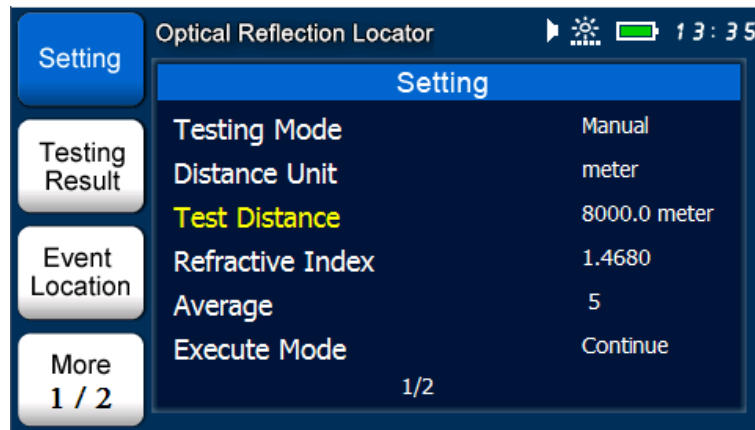 Optical Reflection Locator 13:35
Setting
Testing
Result
Event
Location
More
1 / 2
Setting
Testing Mode Manual
Distance Unit meter
Test Distance 8000.0 meter
Refractive Index 1.4680
Average 5
Execute Mode Continue
1/2